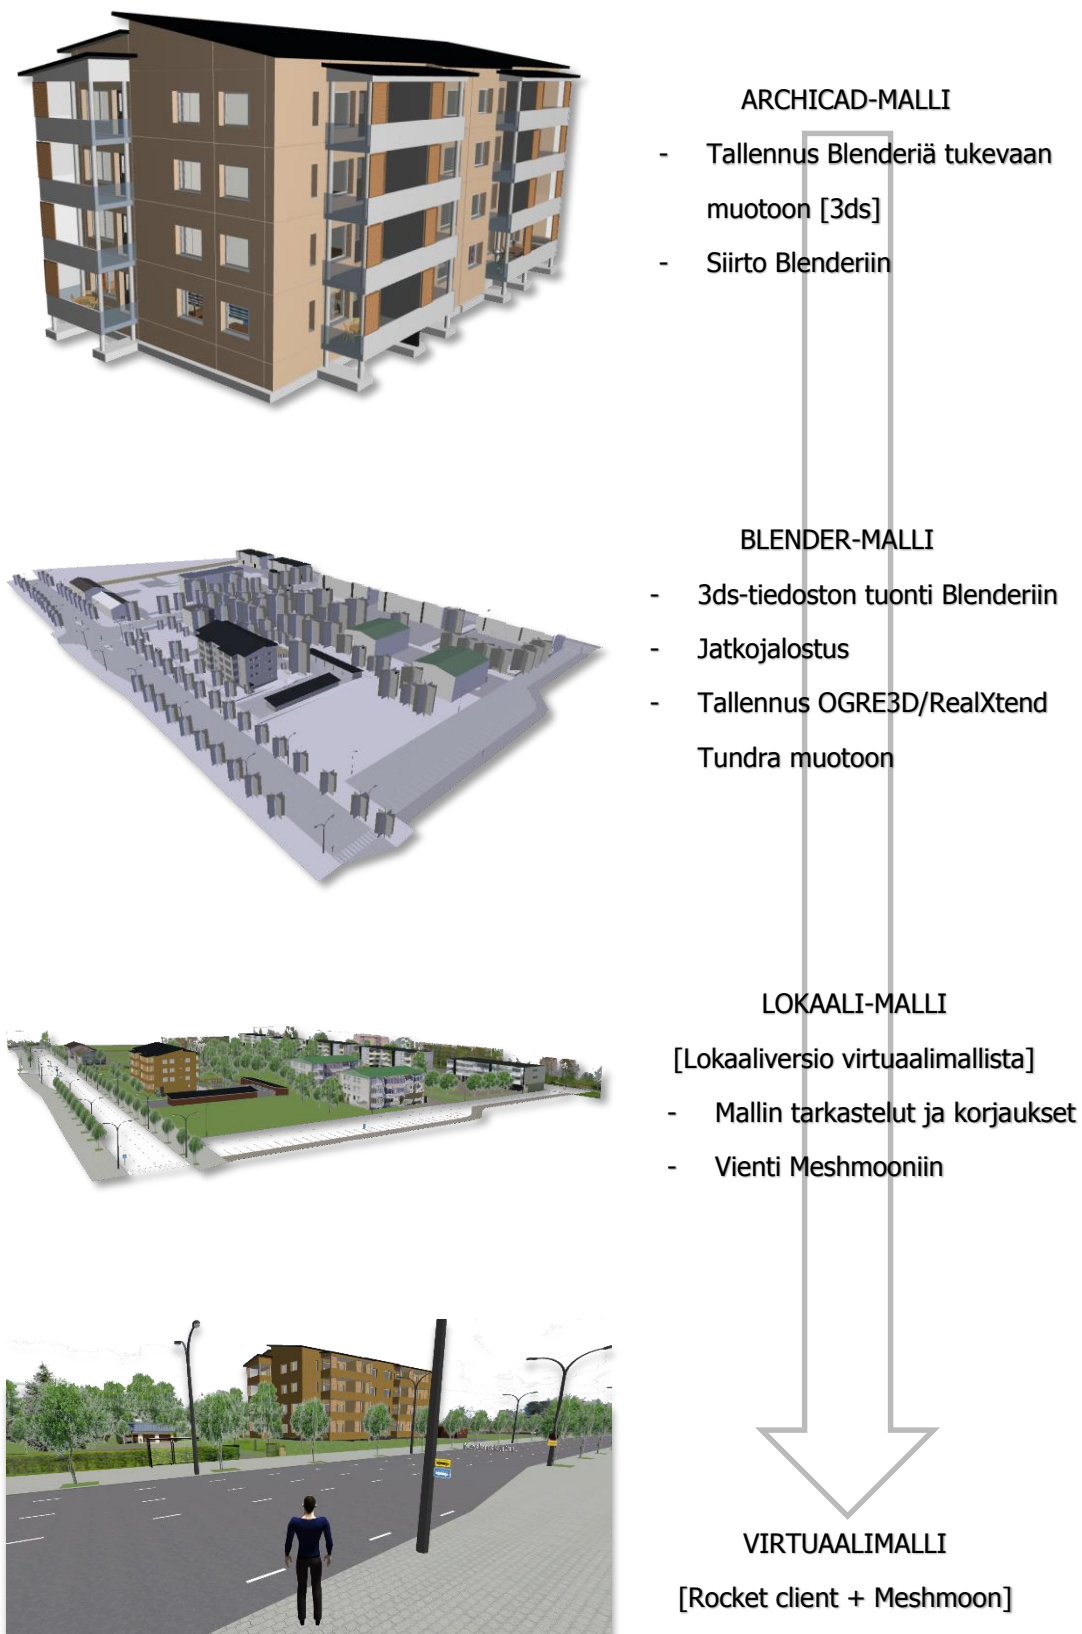 ARCHICAD-MALLI
- Tallennus Blenderiä tukevaan
muotoon [3ds]
- Siirto Blenderiin
BLENDER-MALLI
- 3ds-tiedoston tuonti Blenderiin
- Jatkojalostus
- Tallennus OGRE3D/RealXtend
Tundra muotoon
LOKAALI-MALLI
[Lokaaliversio virtuaalimallista]
- Mallin tarkastelut ja korjaukset
- Vienti Meshmooniin
VIRTUAALIMALLI
[Rocket client + Meshmoon]